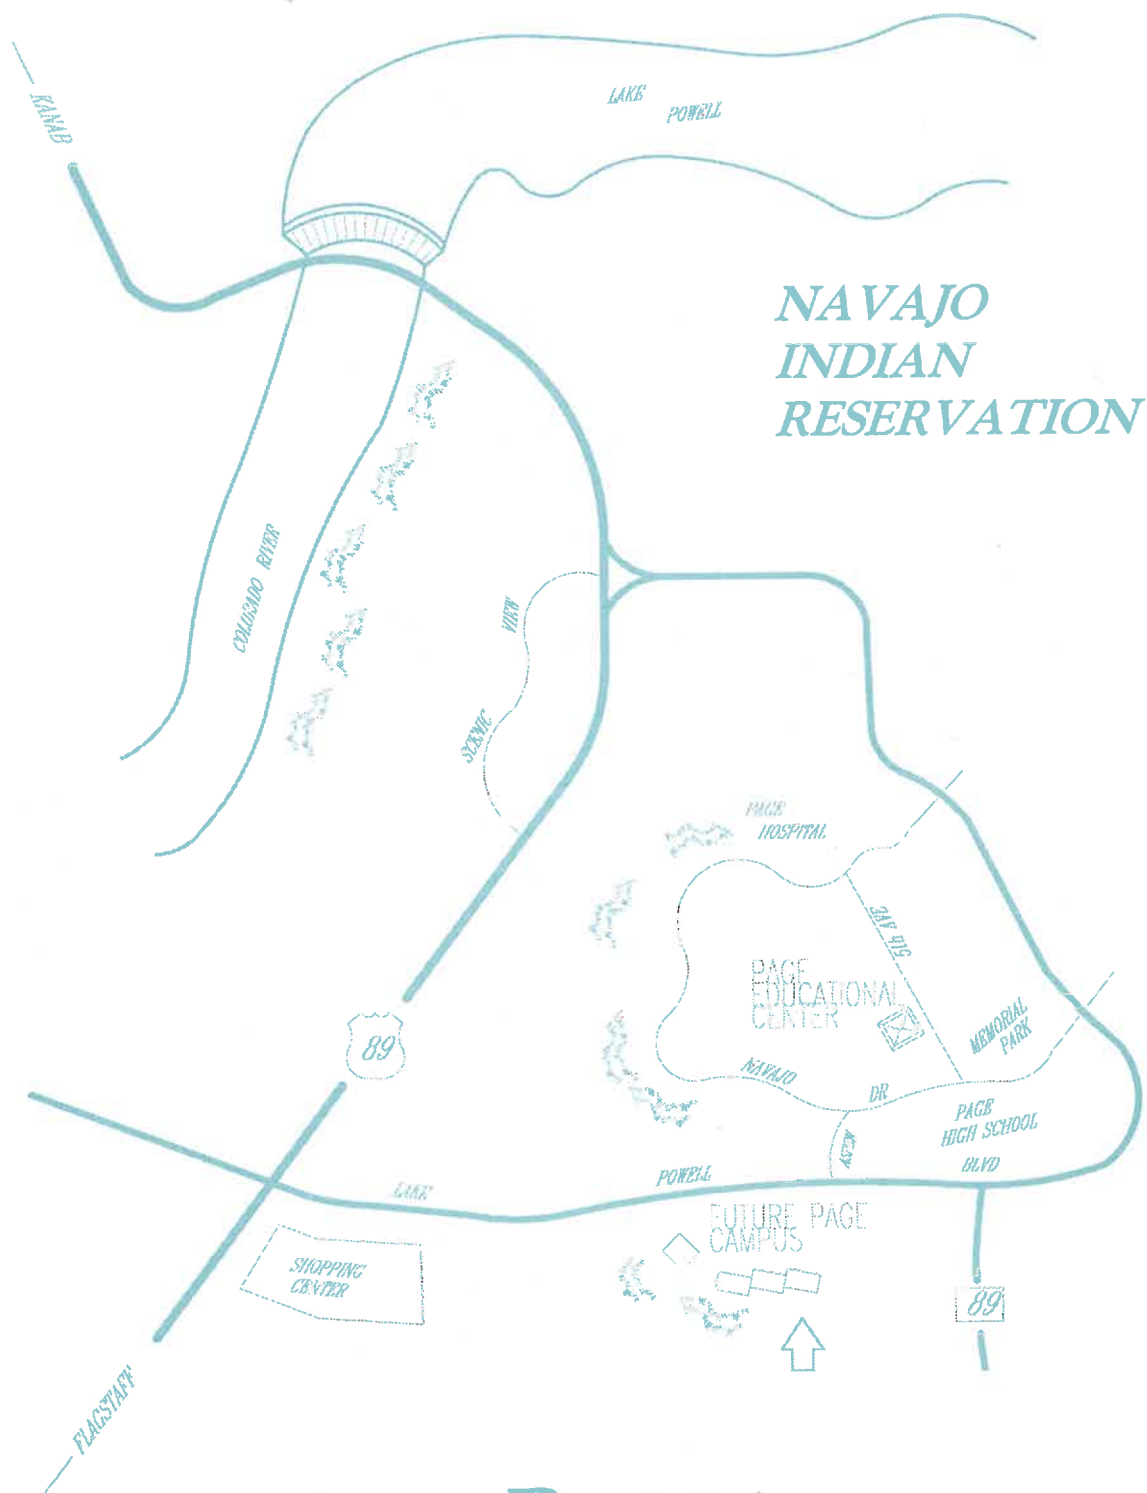 KANAB
LAKE
POWELL
NAVAJO
INDIAN
RESERVATION
COLORADO RIVER
VIEW
SCENIC
PAGE
HOSPITAL
5th AVE
PAGE
EDUCATIONAL
CENTER
MEMORIAL
PARK
89
NAVAJO
DR
PAGE
HIGH SCHOOL
BLVD
POWELL
LAKE
FUTURE PAGE
CAMPUS
SHOPPING
CENTER
89
FLAGSTAFF